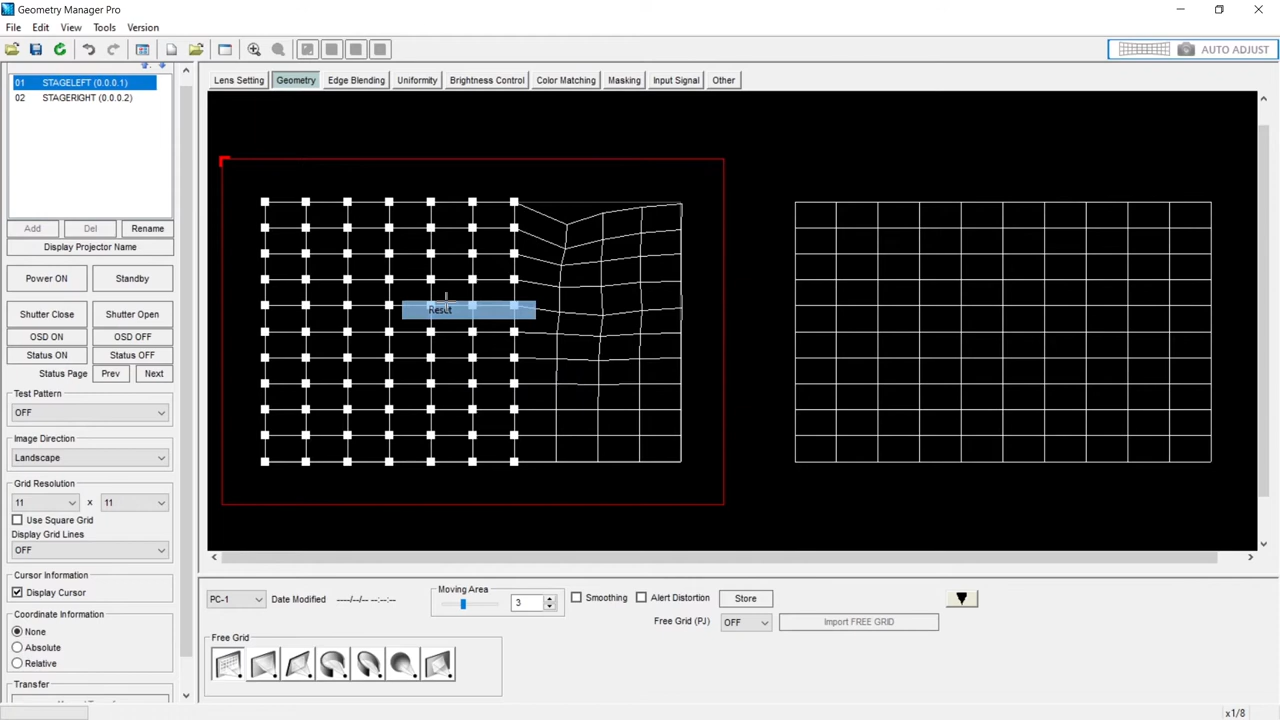 Geometry Manager Pro
File Edit View Tools Version
AUTO ADJUST
01 STAGELEFT (0.0.0.1)
02 STAGERIGHT (0.0.0.2)
Lens Setting Geometry Edge Blending Uniformity Brightness Control Color Matching Masking Input Signal Other
Add Del Rename
Display Projector Name
Power ON Standby
Shutter Close Shutter Open
OSD ON OSD OFF
Status ON Status OFF
Status Page Prev Next
Test Pattern
OFF
Image Direction
Landscape
Grid Resolution
11 x 11
Use Square Grid
Display Grid Lines
OFF
Cursor Information
Display Cursor
Coordinate Information
None
Absolute
Relative
Transfer
Reset
PC-1 Date Modified ----/--/-- --:--:--
Moving Area
3
Smoothing Alert Distortion Store
Free Grid (PJ) OFF Import FREE GRID
Free Grid
x1/8